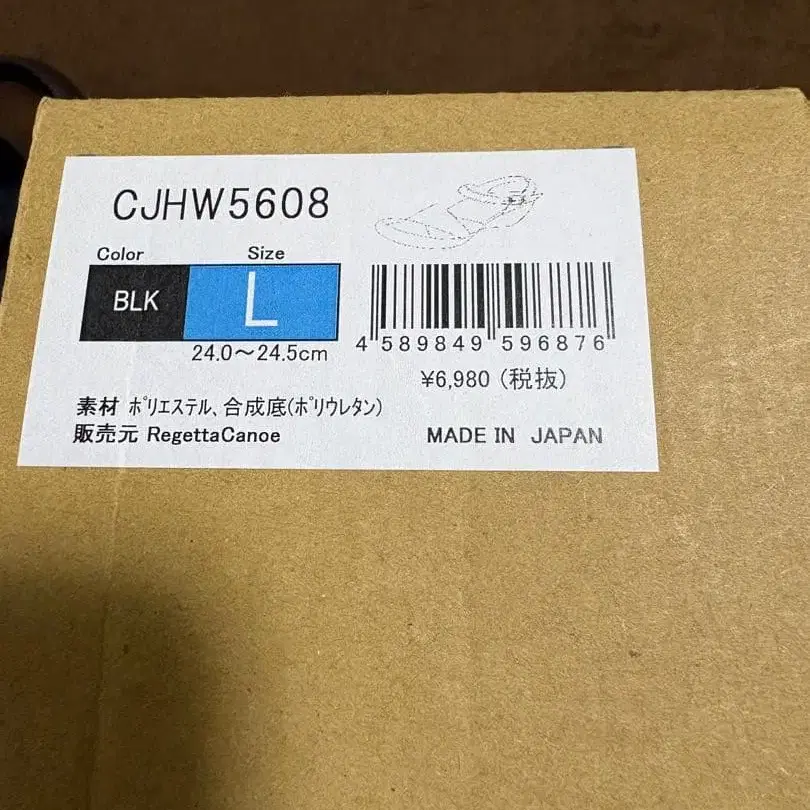 CJHW5608
Color Size
BLK L
24.0～24.5cm
4 589849 596876
¥6,980 (税抜)
素材 ﾎﾟﾘｴｽﾃﾙ、合成底(ﾎﾟﾘｳﾚﾀﾝ)
販売元 RegettaCanoe
MADE IN JAPAN